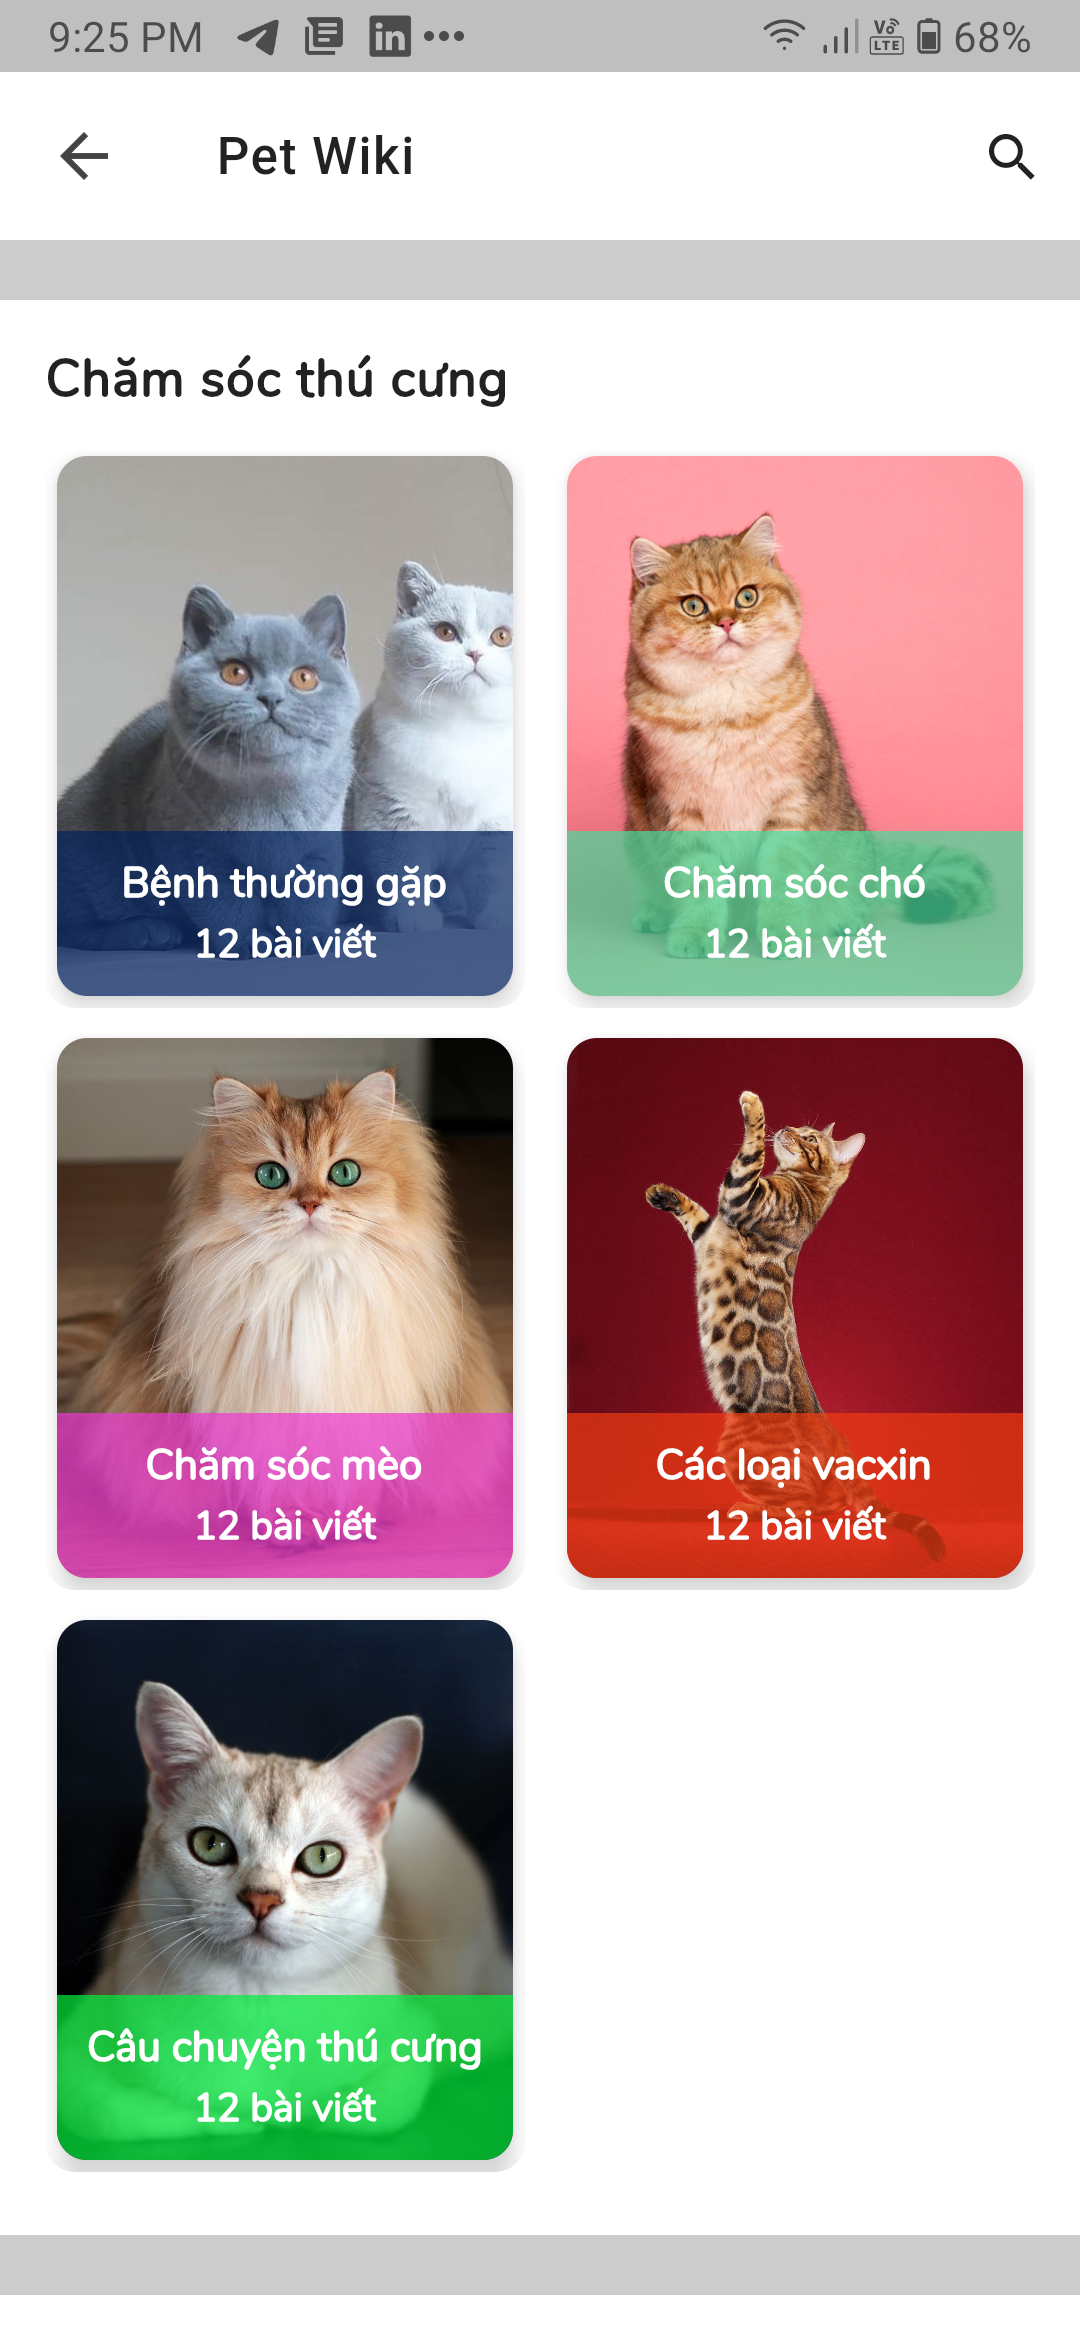 9:25 PM
Vo LTE
68%
Pet Wiki
Chăm sóc thú cưng
Bệnh thường gặp
12 bài viết
Chăm sóc chó
12 bài viết
Chăm sóc mèo
12 bài viết
Các loại vacxin
12 bài viết
Câu chuyện thú cưng
12 bài viết